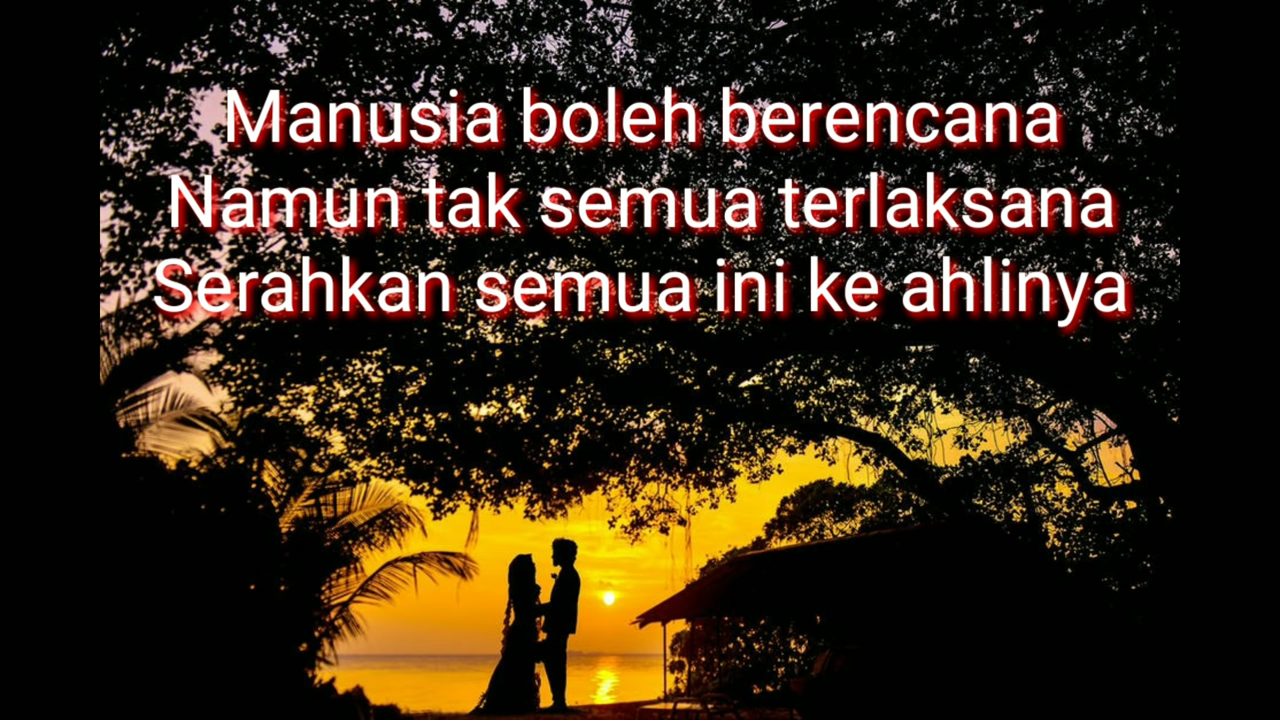 Manusia boleh berencana
Namun tak semua terlaksana
Serahkan semua ini ke ahlinya